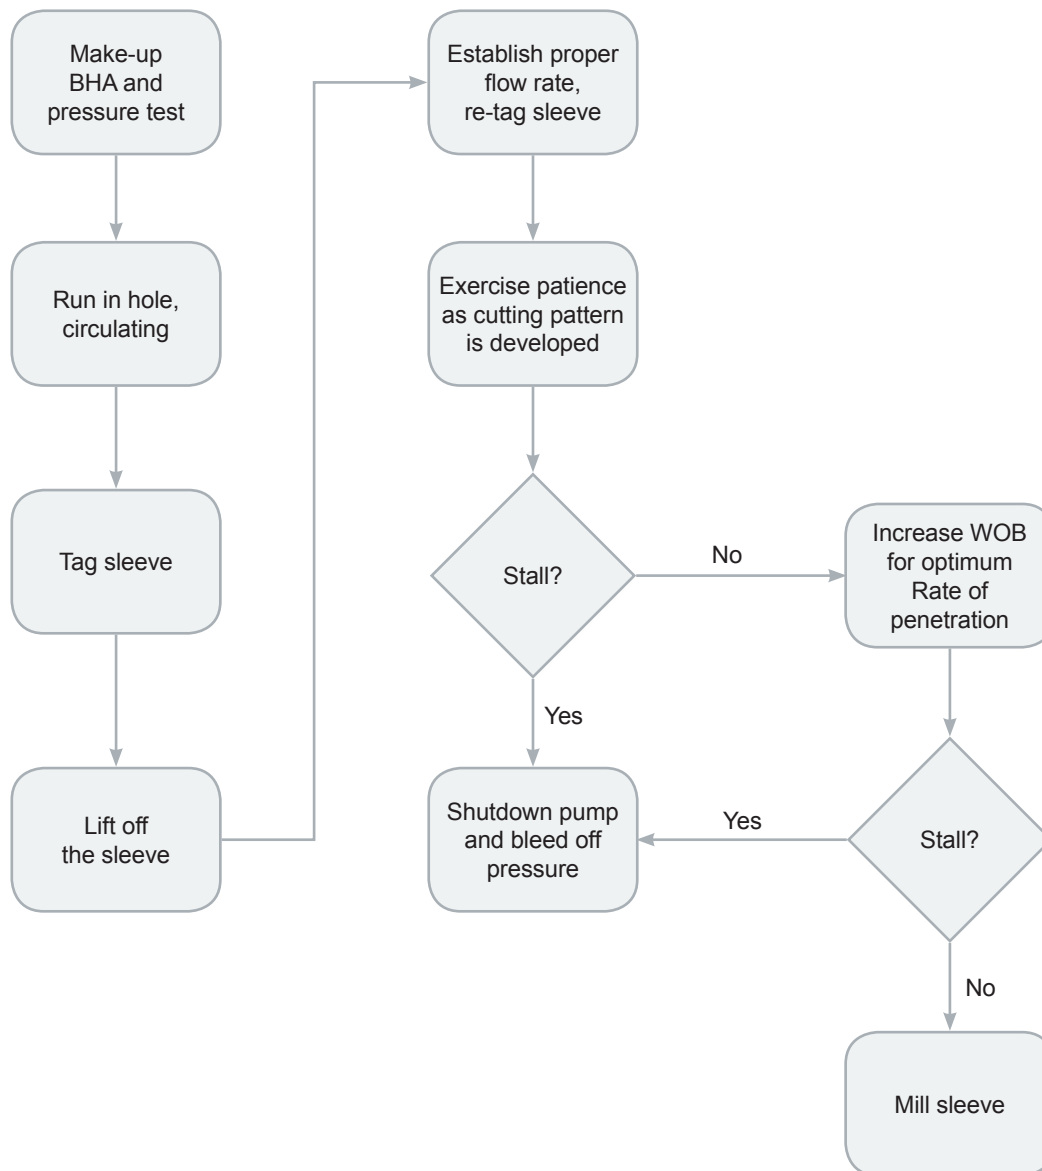 Make-up
BHA and
pressure test
Run in hole,
circulating
Tag sleeve
Lift off
the sleeve
Establish proper
flow rate,
re-tag sleeve
Exercise patience
as cutting pattern
is developed
Stall?
No
Yes
Increase WOB
for optimum
Rate of
penetration
Shutdown pump
and bleed off
pressure
Yes
Stall?
No
Mill sleeve